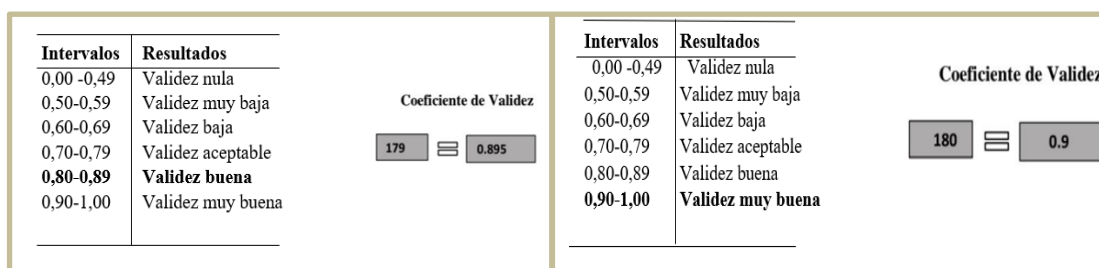 Intervalos Resultados
0,00 -0,49 Validez nula
0,50-0,59 Validez muy baja
0,60-0,69 Validez baja
0,70-0,79 Validez aceptable
0,80-0,89 Validez buena
0,90-1,00 Validez muy buena
Coeficiente de Validez
179 = 0.895
Intervalos Resultados
0,00 -0,49 Validez nula
0,50-0,59 Validez muy baja
0,60-0,69 Validez baja
0,70-0,79 Validez aceptable
0,80-0,89 Validez buena
0,90-1,00 Validez muy buena
Coeficiente de Validez
180 = 0.9